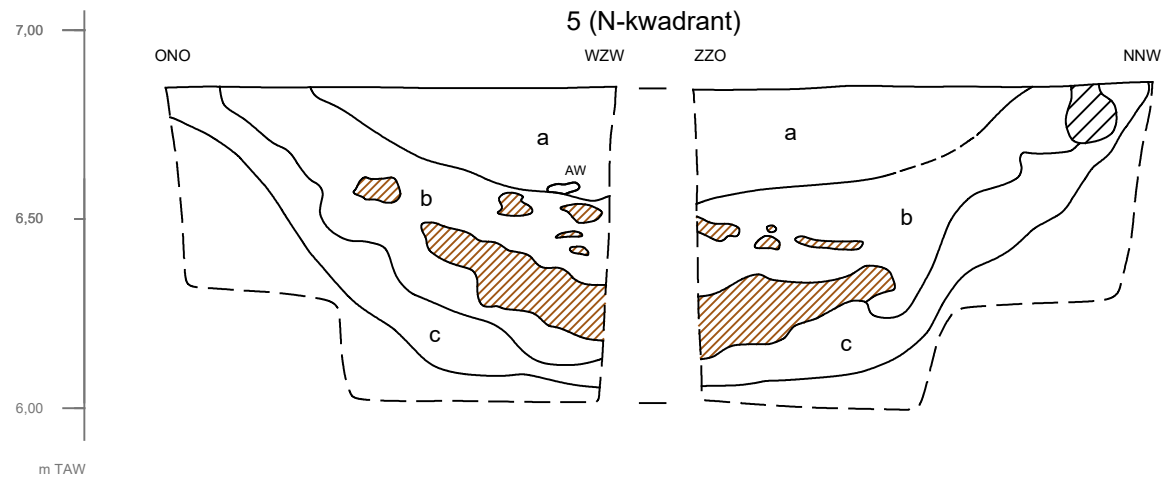 5 (N-kwadrant)
7,00
ONO
WZW
ZZO
NNW
a
a
AW
b
b
6,50
c
c
6,00
m TAW